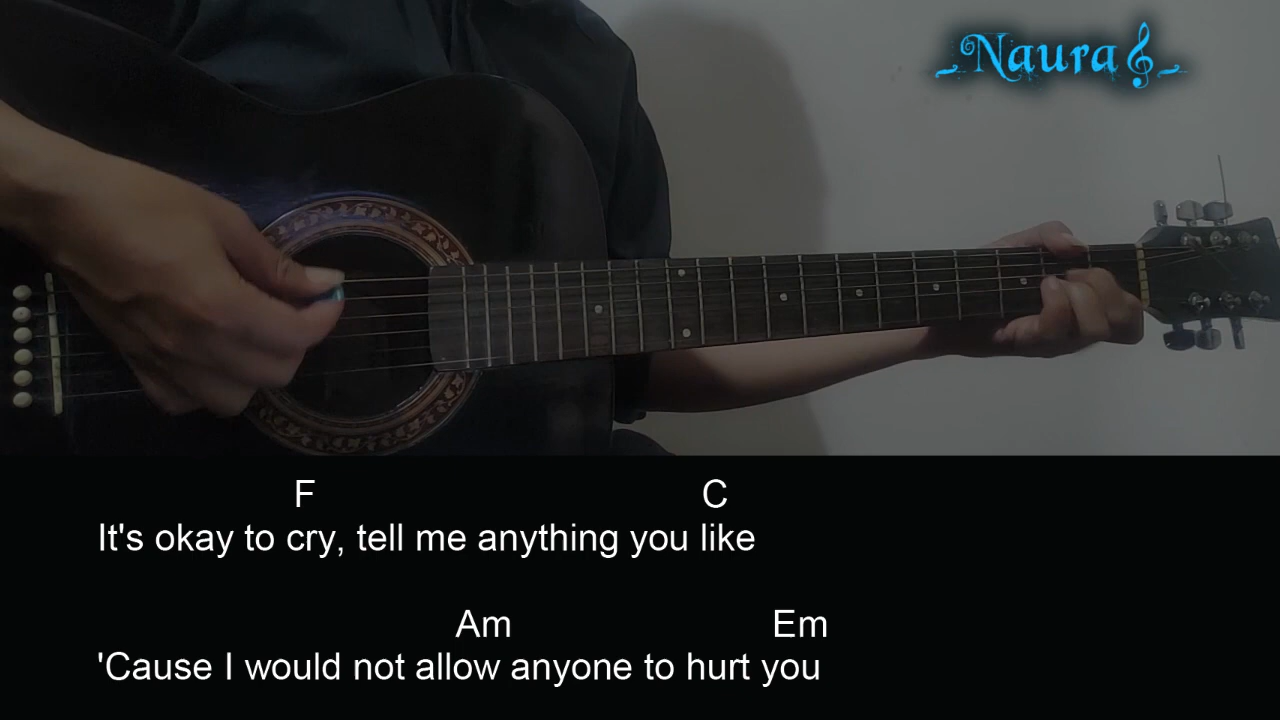 Naura
F C
It's okay to cry, tell me anything you like
Am Em
'Cause I would not allow anyone to hurt you